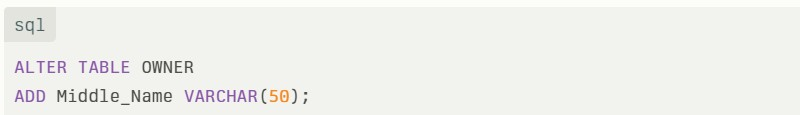 sql
ALTER TABLE OWNER
ADD Middle_Name VARCHAR(50);